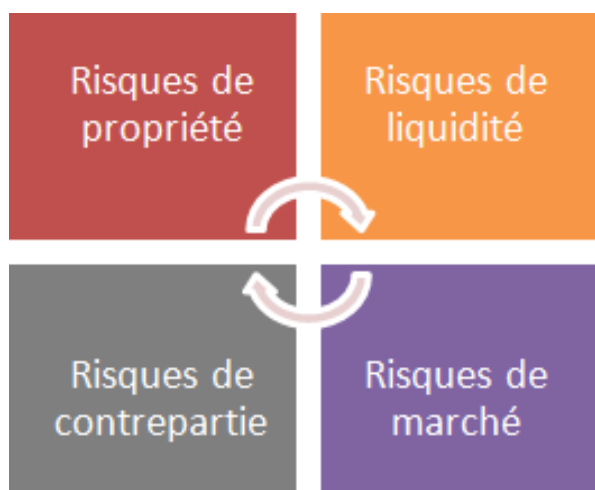 Risques de
propriété
Risques de
liquidité
Risques de
contrepartie
Risques de
marché